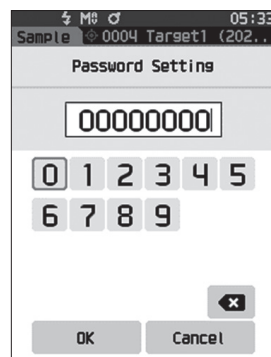 M0 05:33
Sample 0004 Target1 (202...
Password Setting
00000000
0 1 2 3 4 5
6 7 8 9
OK Cancel